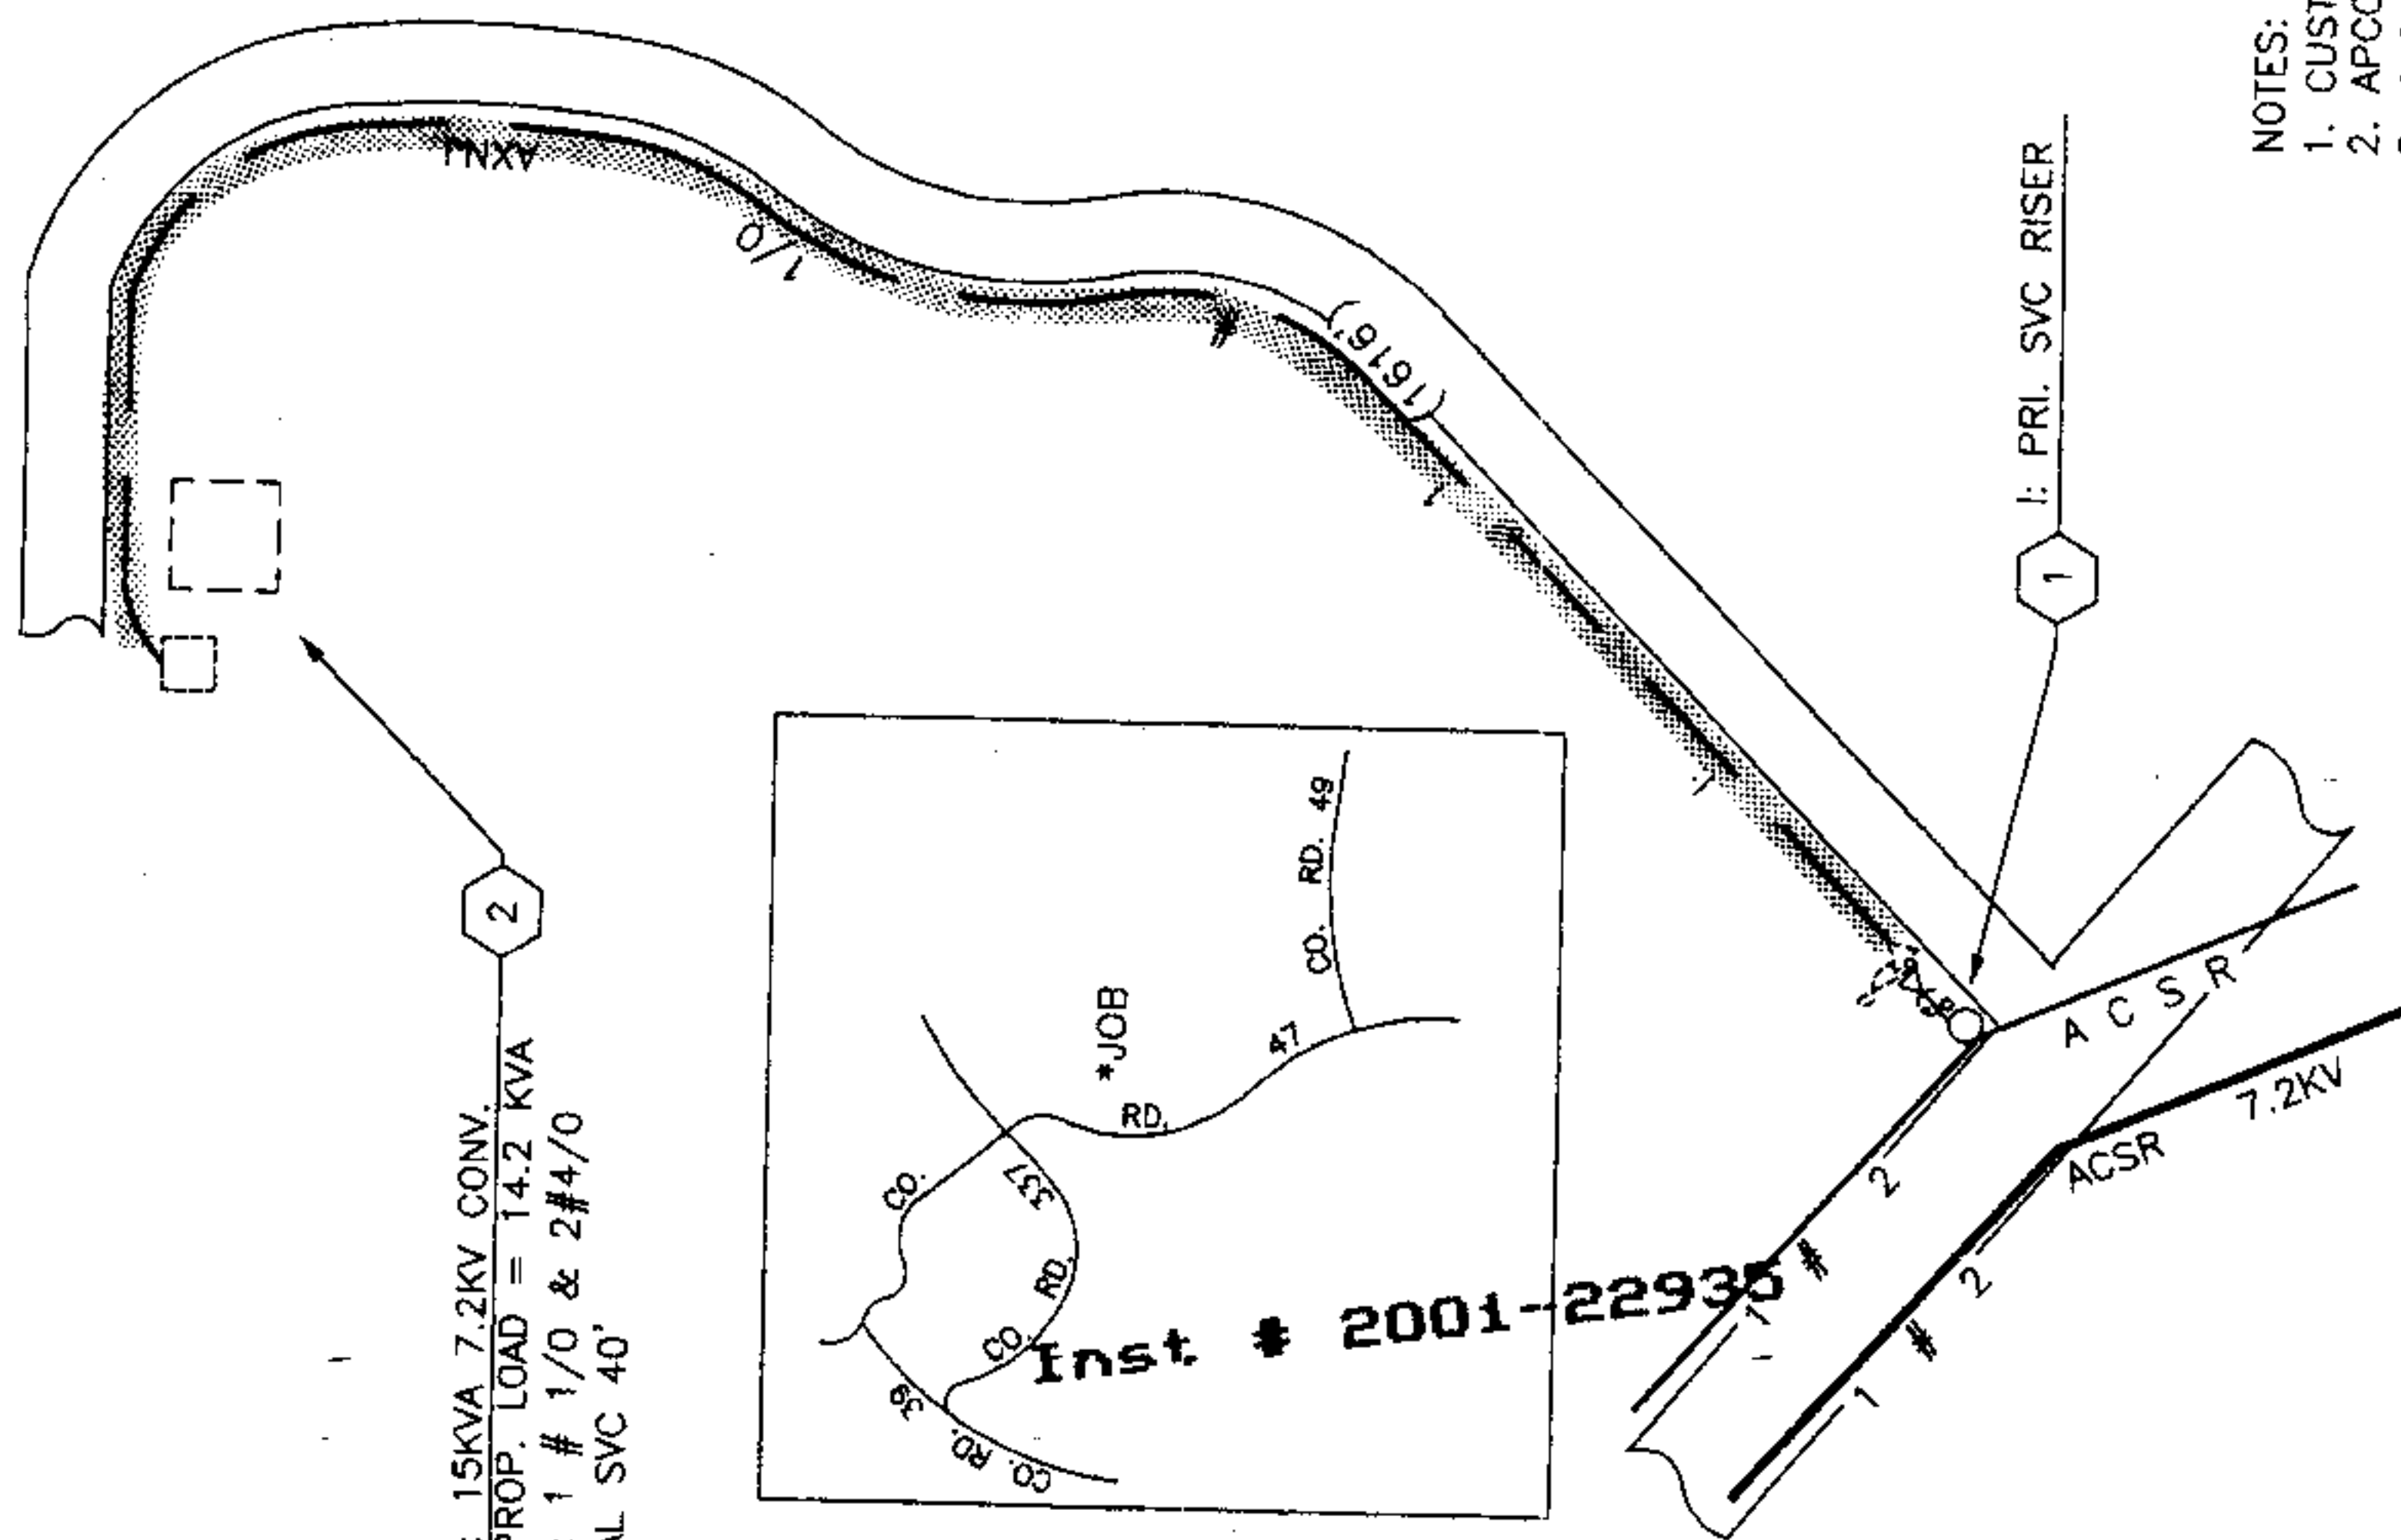 NOTES:
1. CUST
2. APCO
1
I: PRI. SVC RISER
2
15KVA 7.2KV CONV.
PROP. LOAD = 14.2 KVA
1 # 1/0 & 2#4/0
AL SVC 40'
1 # 1/0 AXNJ
(1616')
*JOB
CO. RD. 49
CO. RD. 47
CO. RD. 337
CO. RD. 39
Inst # 2001-22935
1 # 2 A C S R
1 # 2 ACSR 7.2KV